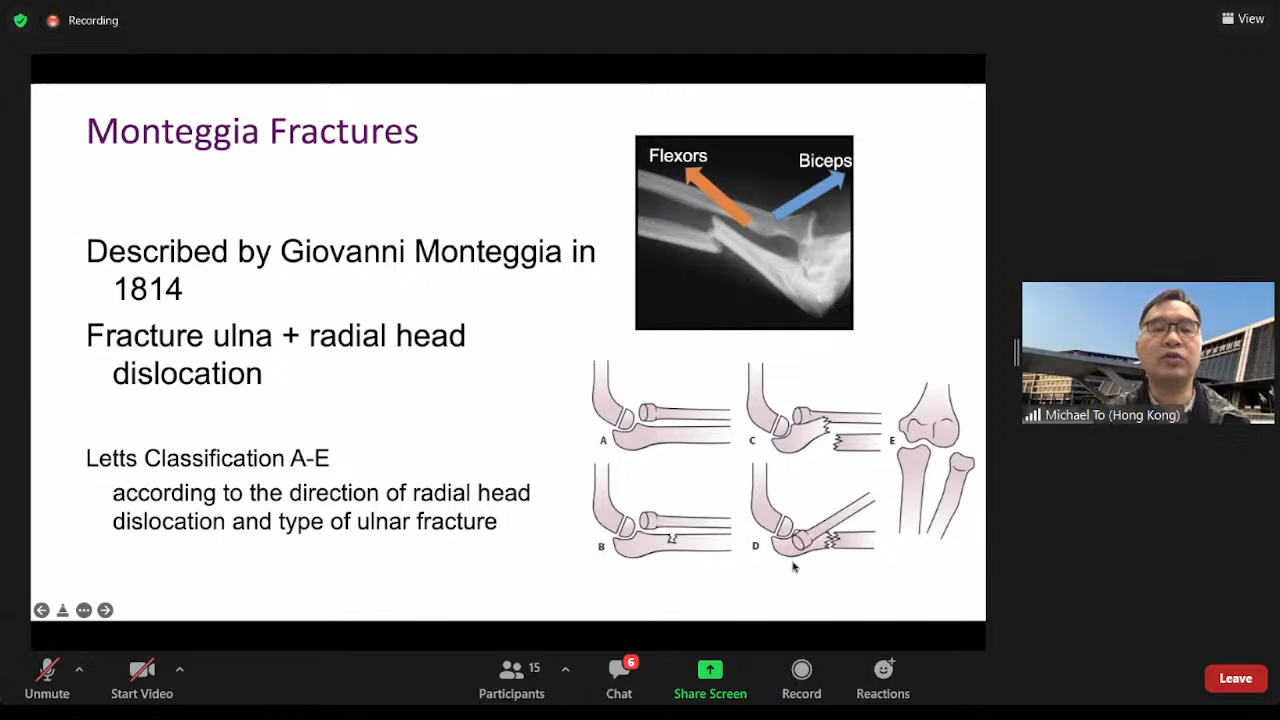 Recording
View
Monteggia Fractures
Flexors
Biceps
Described by Giovanni Monteggia in
1814
Fracture ulna + radial head
dislocation
Letts Classification A-E
according to the direction of radial head
dislocation and type of ulnar fracture
A
C
E
B
D
Michael To (Hong Kong)
Unmute
Start Video
15
Participants
6
Chat
Share Screen
Record
Reactions
Leave